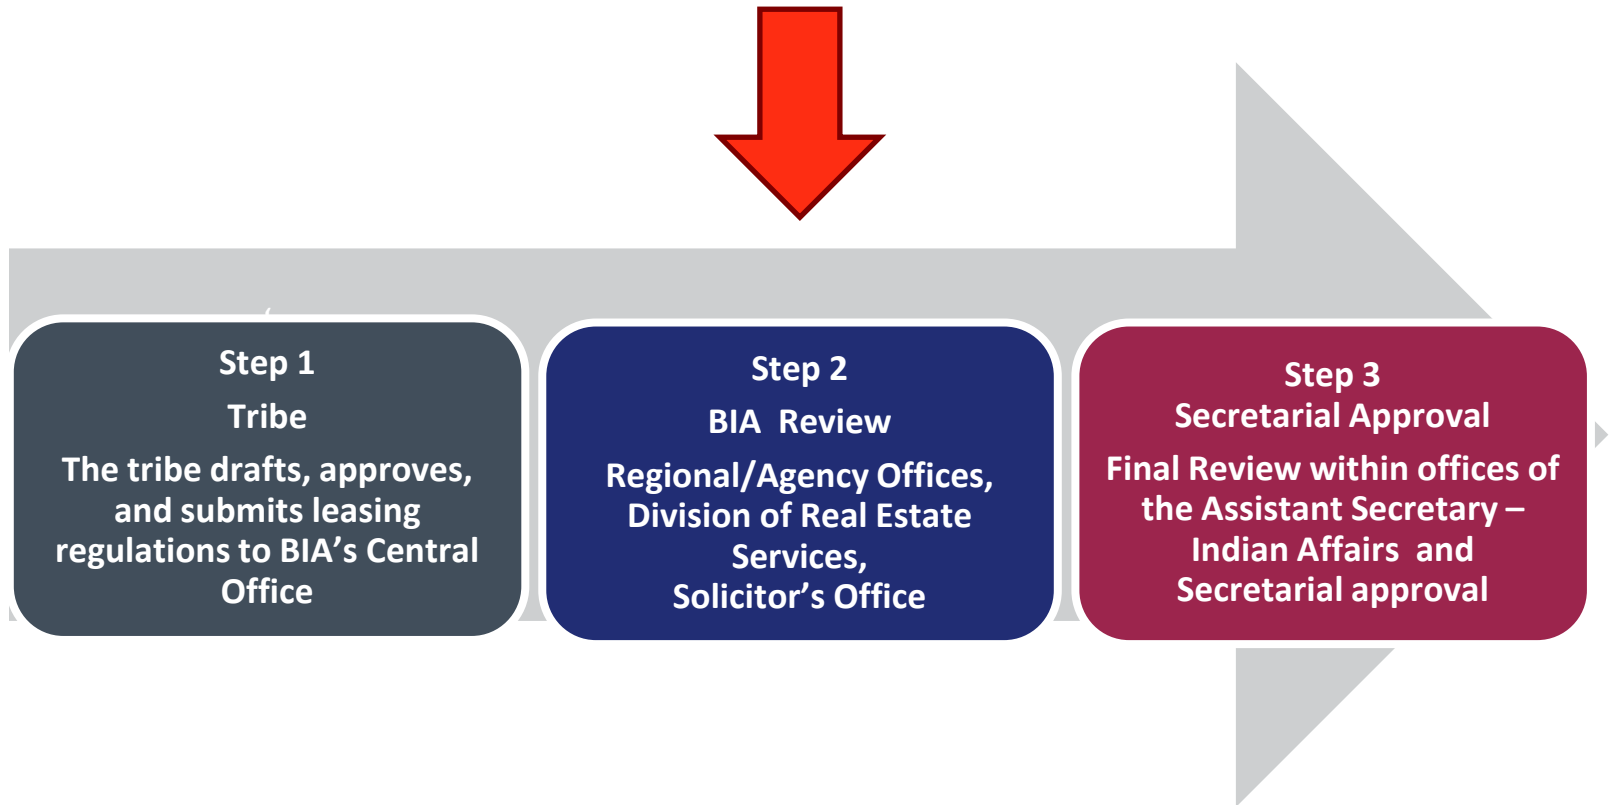 Step 1
Tribe
The tribe drafts, approves,
and submits leasing
regulations to BIA’s Central
Office
Step 2
BIA  Review
Regional/Agency Offices,
Division of Real Estate
Services,
Solicitor’s Office
Step 3
Secretarial Approval
Final Review within offices of
the Assistant Secretary –
Indian Affairs  and
Secretarial approval